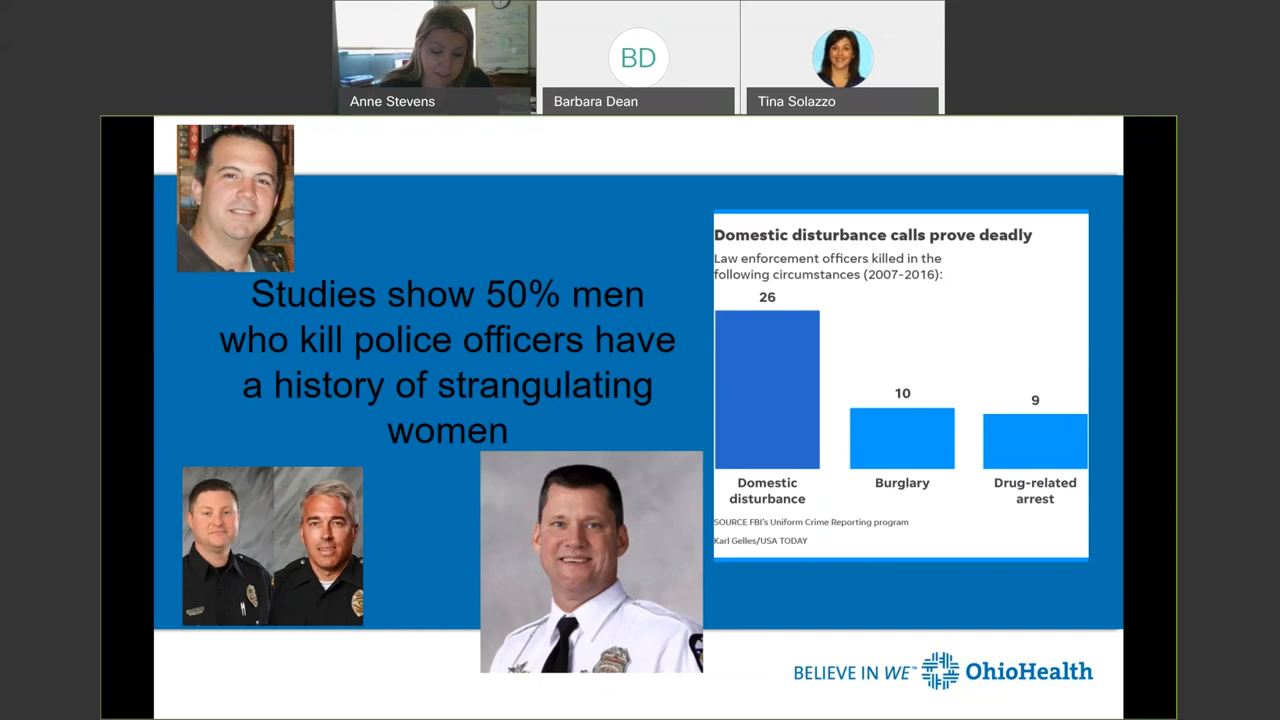 Anne Stevens
BD
Barbara Dean
Tina Solazzo
Studies show 50% men
who kill police officers have
a history of strangulating
women
Domestic disturbance calls prove deadly
Law enforcement officers killed in the
following circumstances (2007-2016):
26
10
9
Domestic
disturbance
Burglary
Drug-related
arrest
SOURCE FBI's Uniform Crime Reporting program
Karl Gelles/USA TODAY
BELIEVE IN WE™ OhioHealth